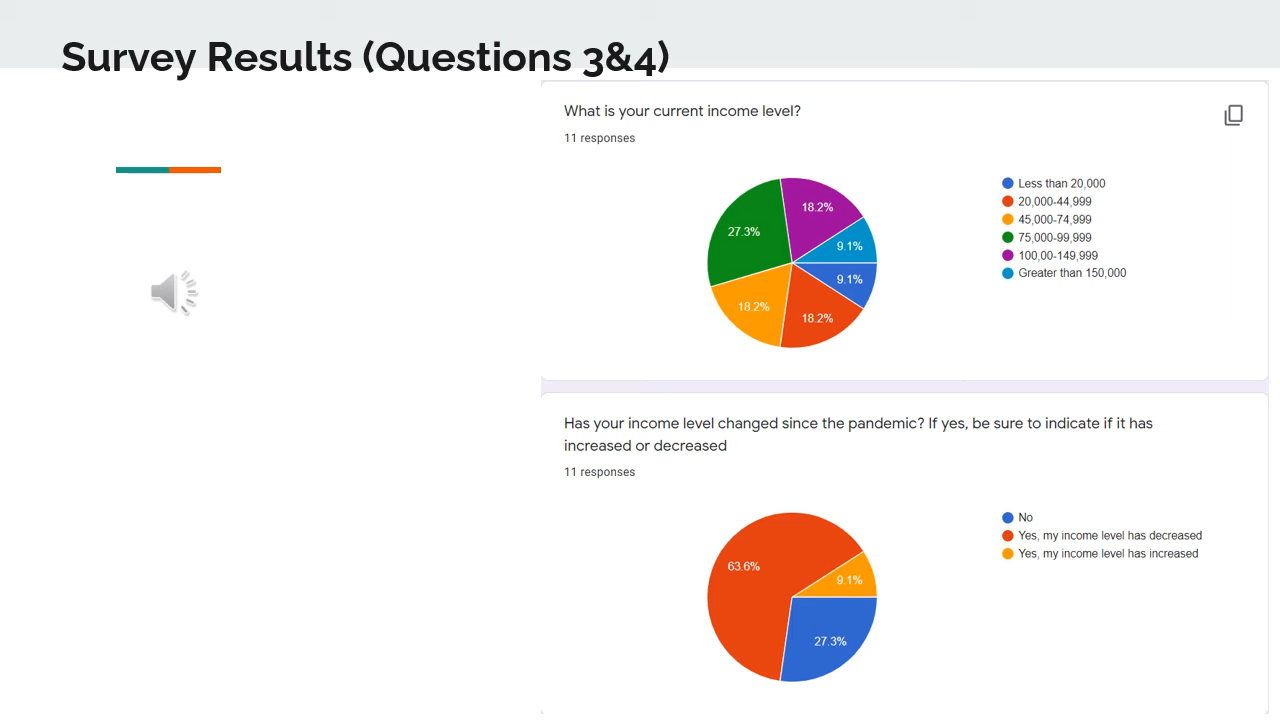 Survey Results (Questions 3&4)
What is your current income level?
11 responses
18.2%
27.3%
9.1%
9.1%
18.2%
18.2%
Less than 20,000
20,000-44,999
45,000-74,999
75,000-99,999
100,00-149,999
Greater than 150,000
Has your income level changed since the pandemic? If yes, be sure to indicate if it has
increased or decreased
11 responses
63.6%
9.1%
27.3%
No
Yes, my income level has decreased
Yes, my income level has increased